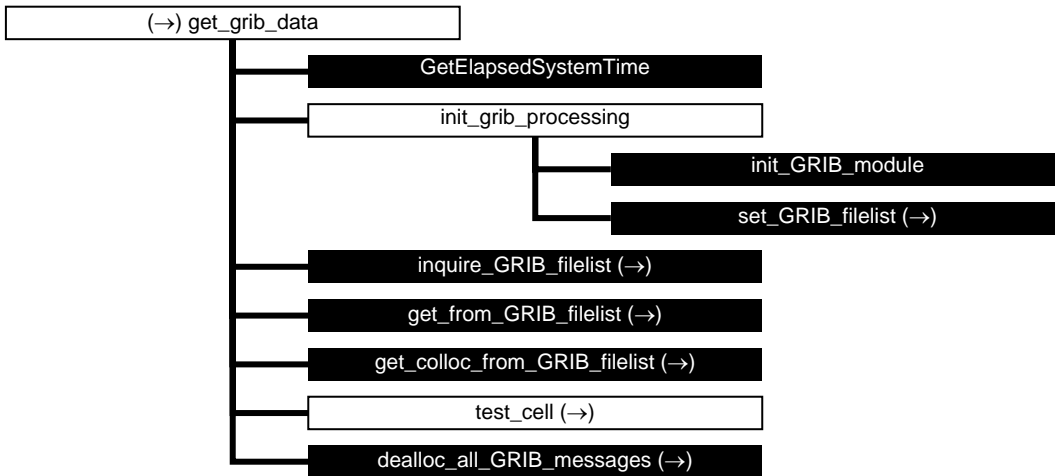 (→) get_grib_data
GetElapsedSystemTime
init_grib_processing
init_GRIB_module
set_GRIB_filelist (→)
inquire_GRIB_filelist (→)
get_from_GRIB_filelist (→)
get_colloc_from_GRIB_filelist (→)
test_cell (→)
dealloc_all_GRIB_messages (→)